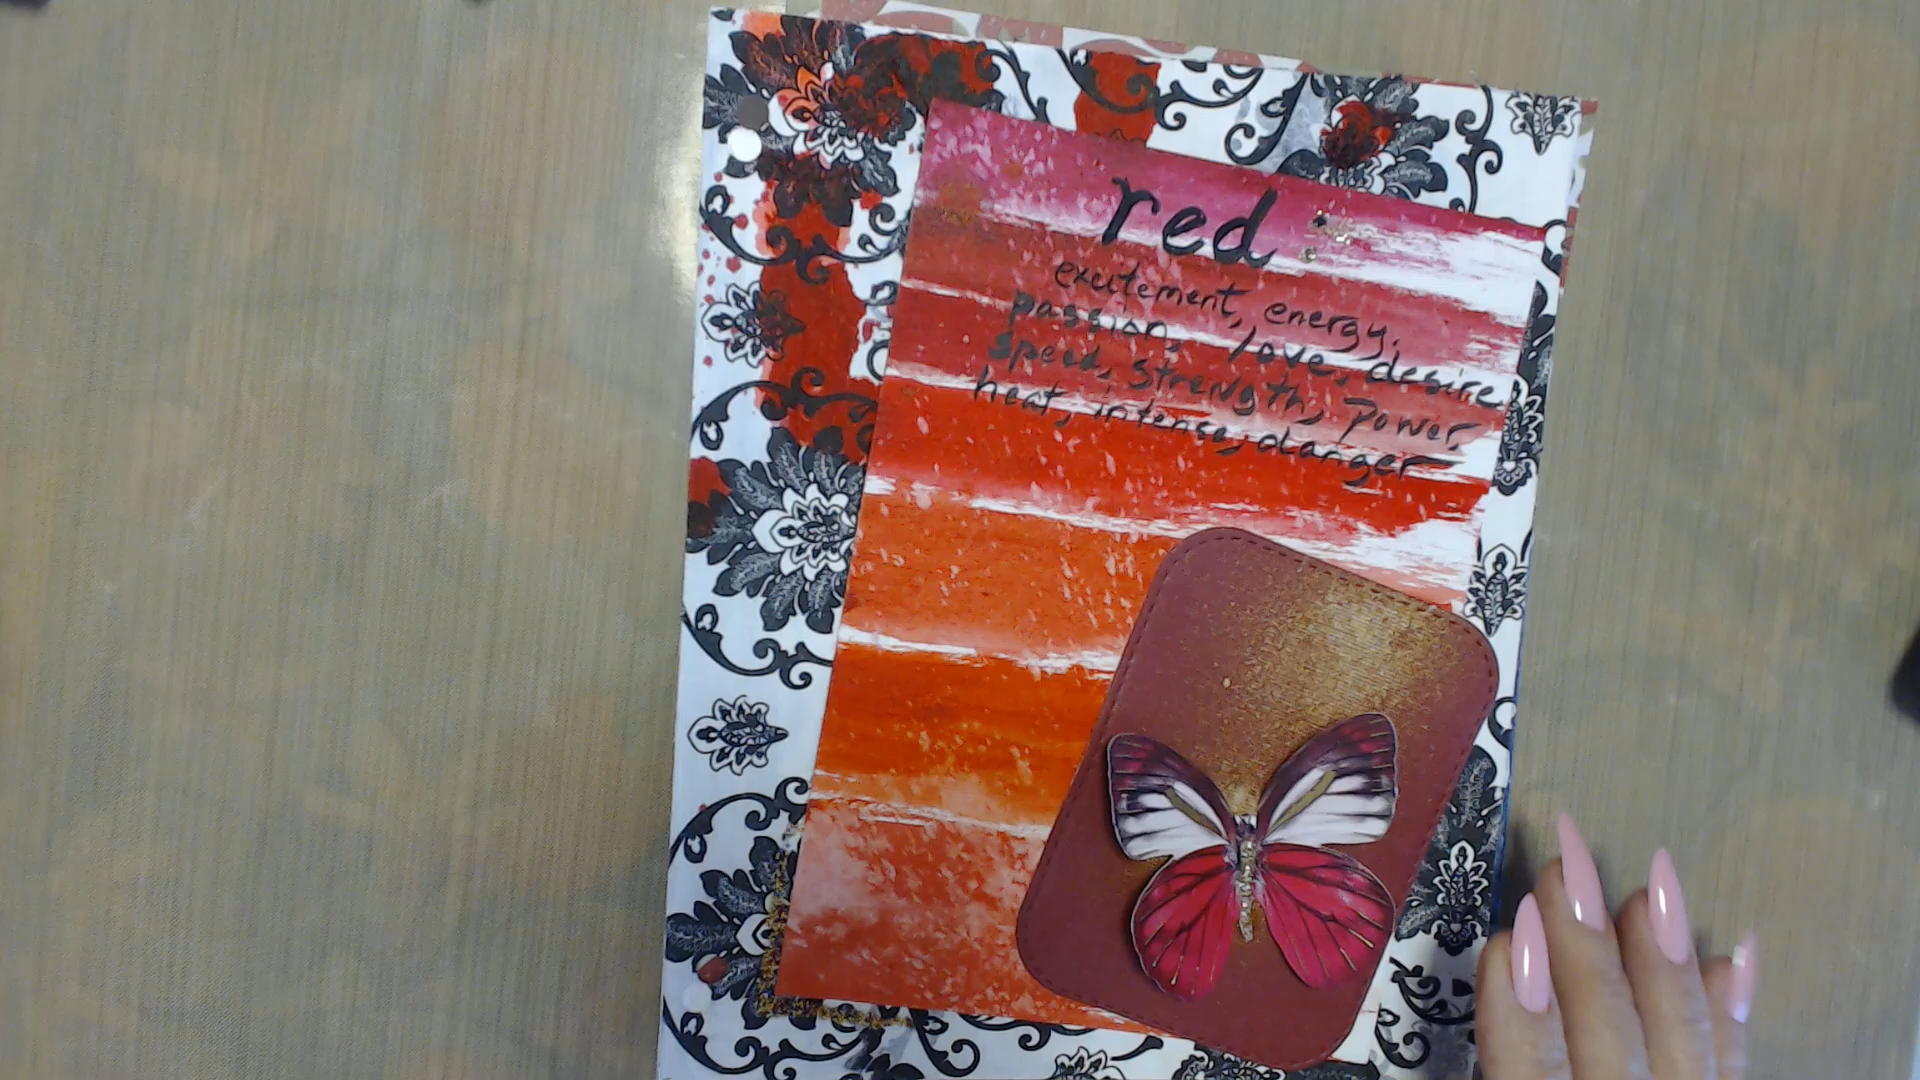 red:
excitement, energy,
passion, love, desire
speed, strength, power,
heat, intense, danger